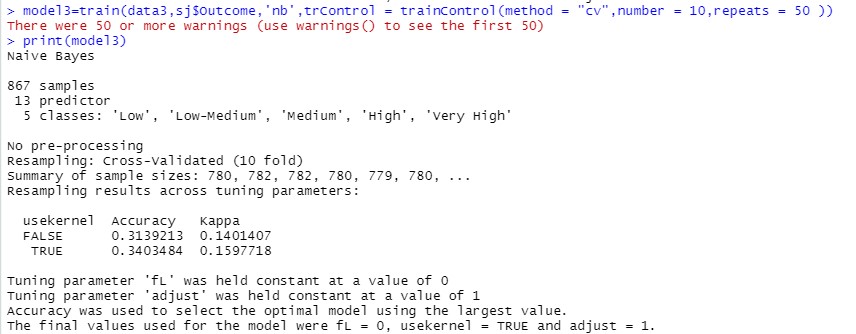 > model3=train(data3,sj$Outcome,'nb',trControl = trainControl(method = "cv",number = 10,repeats = 50 ))
There were 50 or more warnings (use warnings() to see the first 50)
> print(model3)
Naive Bayes
867 samples
13 predictor
5 classes: 'Low', 'Low-Medium', 'Medium', 'High', 'Very High'
No pre-processing
Resampling: Cross-Validated (10 fold)
Summary of sample sizes: 780, 782, 782, 780, 779, 780, ...
Resampling results across tuning parameters:
usekernel Accuracy Kappa
FALSE 0.3139213 0.1401407
TRUE 0.3403484 0.1597718
Tuning parameter 'fL' was held constant at a value of 0
Tuning parameter 'adjust' was held constant at a value of 1
Accuracy was used to select the optimal model using the largest value.
The final values used for the model were fL = 0, usekernel = TRUE and adjust = 1.